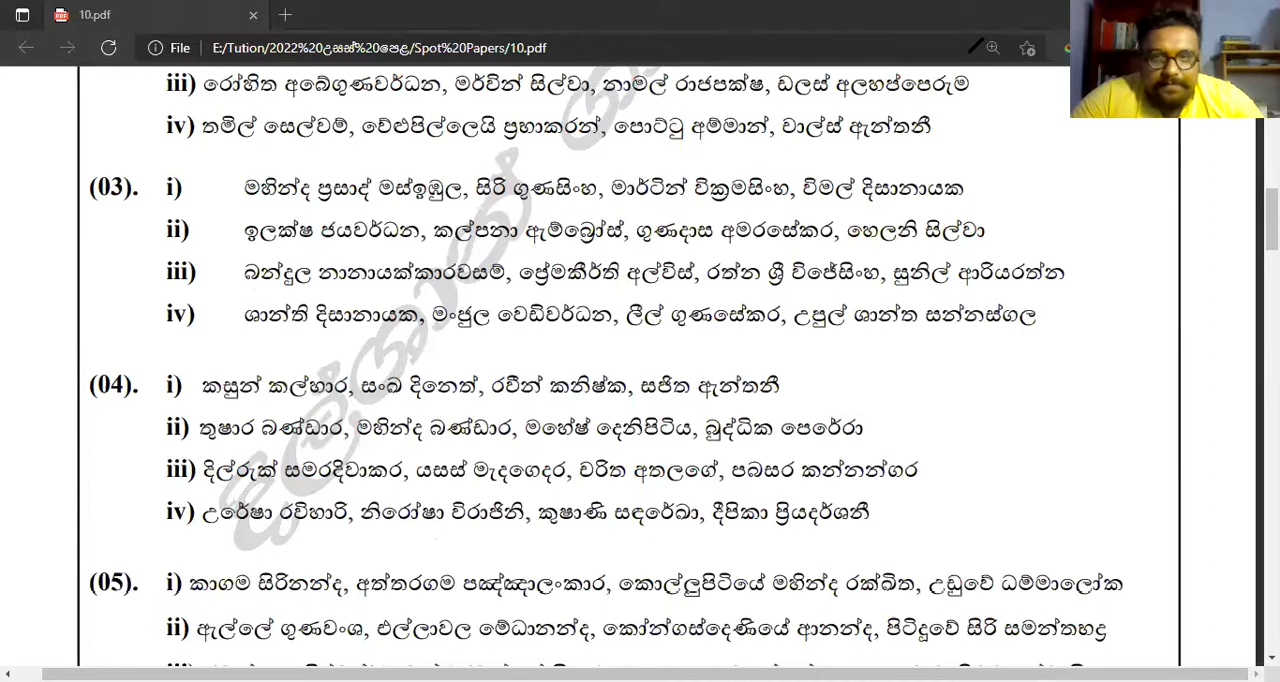 10.pdf
File E:/Tution/2022%20උසස්%20පෙළ/Spot%20Papers/10.pdf
iii) රෝහිත අබේගුණවර්ධන, මර්වින් සිල්වා, නාමල් රාජපක්ෂ, ඩලස් අලහප්පෙරුම
iv) තමිල් සෙල්වම්, වේළුපිල්ලෙයි ප්‍රභාකරන්, පොට්ටු අම්මාන්, චාල්ස් ඇන්තනී
(03). i) මහින්ද ප්‍රසාද් මස්ඉඹුල, සිරි ගුණසිංහ, මාර්ටින් වික්‍රමසිංහ, විමල් දිසානායක
ii) ඉලක්ෂ ජයවර්ධන, කල්පනා ඇම්බ්‍රෝස්, ගුණදාස අමරසේකර, හෙලනි සිල්වා
iii) බන්දුල නානායක්කාරවසම්, ප්‍රේමකීර්ති අල්විස්, රත්න ශ්‍රී විජේසිංහ, සුනිල් ආරියරත්න
iv) ශාන්ති දිසානායක, මංජුල වෙඩිවර්ධන, ලීල් ගුණසේකර, උපුල් ශාන්ත සන්නස්ගල
(04). i) කසුන් කල්හාර, සංඛ දිනෙත්, රවීන් කනිෂ්ක, සජිත ඇන්තනී
ii) තුෂාර බණ්ඩාර, මහින්ද බණ්ඩාර, මහේෂ් දෙනිපිටිය, බුද්ධික පෙරේරා
iii) දිල්රුක් සමරදිවාකර, යසස් මැදගෙදර, චරිත අතලගේ, පබසර කන්නන්ගර
iv) උරේෂා රවිහාරි, නිරෝෂා විරාජිනි, කුෂාණි සඳරේඛා, දීපිකා ප්‍රියදර්ශනී
(05). i) කාගම සිරිනන්ද, අත්තරගම පඤ්ඤාලංකාර, කොල්ලුපිටියේ මහින්ද රක්ඛිත, උඩුවේ ධම්මාලෝක
ii) ඇල්ලේ ගුණවංශ, එල්ලාවල මේධානන්ද, කෝන්ගස්දෙණියේ ආනන්ද, පිටිදූවේ සිරි සමන්තභද්‍ර